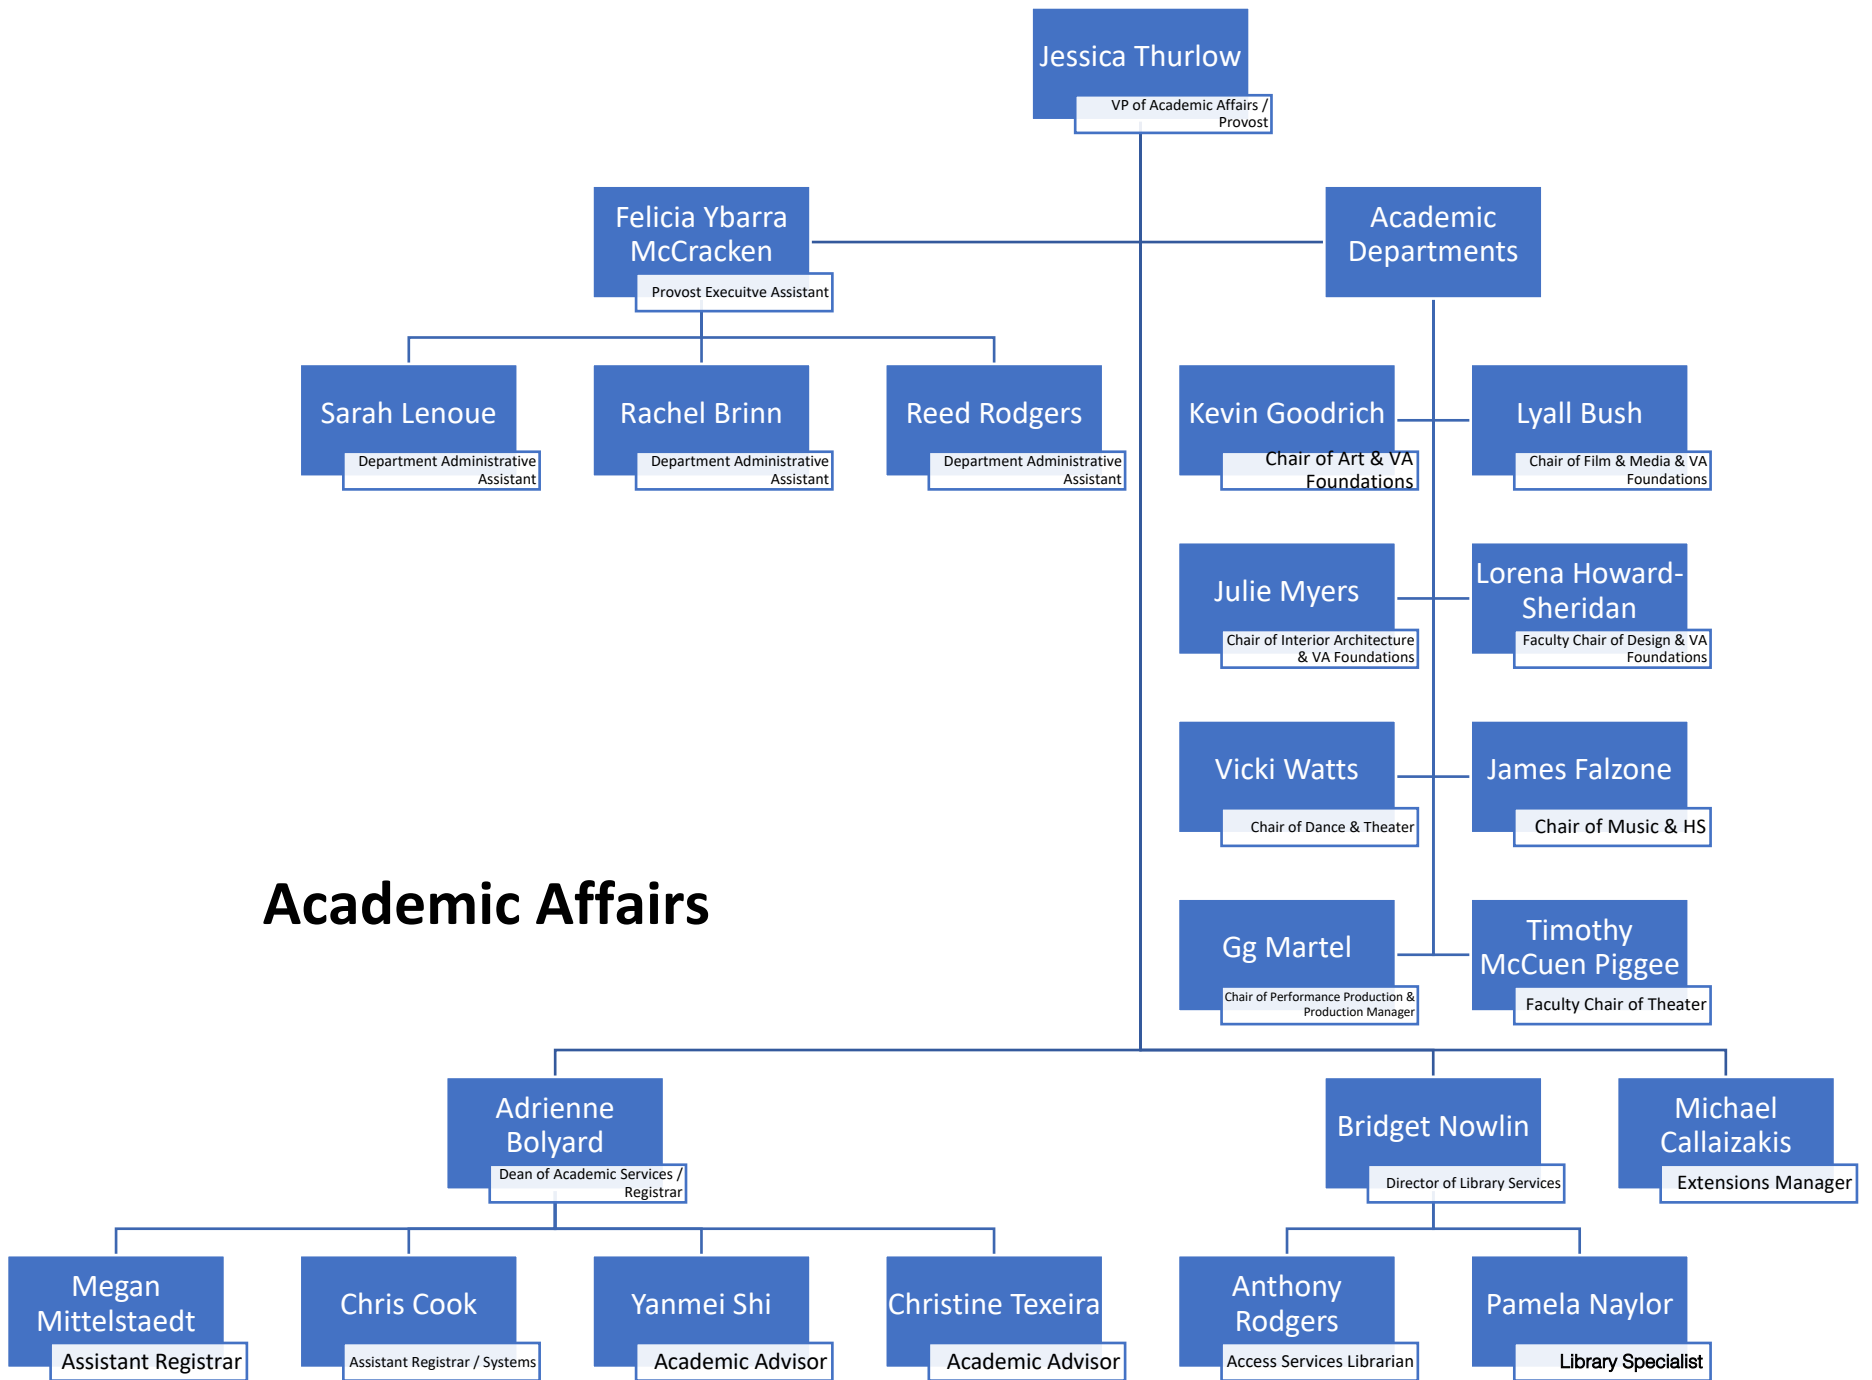 Jessica Thurlow
VP of Academic Affairs /
Provost
Felicia Ybarra
McCracken
Provost Execuitve Assistant
Academic
Departments
Sarah Lenoue
Department Administrative
Assistant
Rachel Brinn
Department Administrative
Assistant
Reed Rodgers
Department Administrative
Assistant
Kevin Goodrich
Chair of Art & VA
Foundations
Lyall Bush
Chair of Film & Media & VA
Foundations
Julie Myers
Chair of Interior Architecture
& VA Foundations
Lorena Howard-
Sheridan
Faculty Chair of Design & VA
Foundations
Vicki Watts
Chair of Dance & Theater
James Falzone
Chair of Music & HS
Academic Affairs
Gg Martel
Chair of Performance Production &
Production Manager
Timothy
McCuen Piggee
Faculty Chair of Theater
Adrienne
Bolyard
Dean of Academic Services /
Registrar
Bridget Nowlin
Director of Library Services
Michael
Callaizakis
Extensions Manager
Megan
Mittelstaedt
Assistant Registrar
Chris Cook
Assistant Registrar / Systems
Yanmei Shi
Academic Advisor
Christine Texeira
Academic Advisor
Anthony
Rodgers
Access Services Librarian
Pamela Naylor
Library Specialist